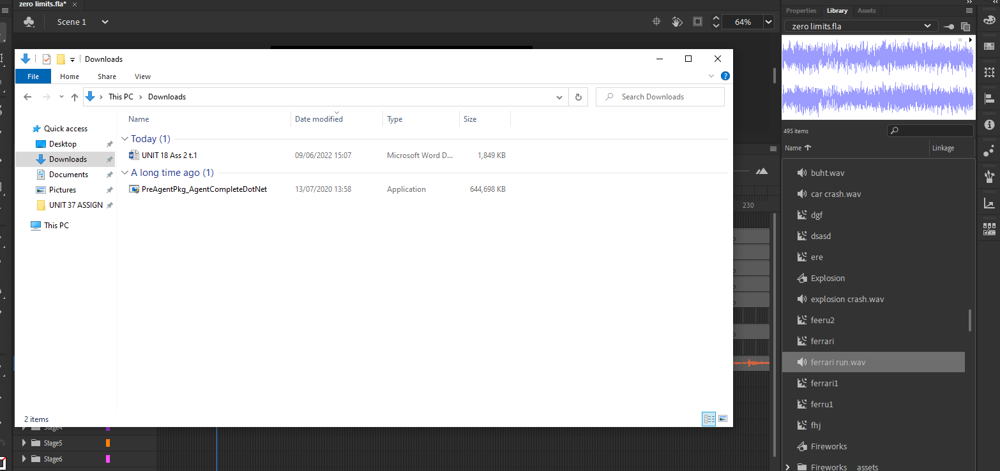 zero limits.fla*
Scene 1
64%
Downloads
File Home Share View
This PC Downloads
Search Downloads
Name Date modified Type Size
Quick access
Desktop
Downloads
Documents
Pictures
UNIT 37 ASSIGN
This PC
Today (1)
UNIT 18 Ass 2 t.1 09/06/2022 15:07 Microsoft Word D... 1,849 KB
A long time ago (1)
PreAgentPkg_AgentCompleteDotNet 13/07/2020 13:58 Application 644,698 KB
2 items
230
Stage4
Stage5
Stage6
Properties Library Assets
zero limits.fla
495 items
Name Linkage
buht.wav
car crash.wav
dgf
dsasd
ere
Explosion
explosion crash.wav
feeru2
ferrari
ferrari run.wav
ferrari1
ferru1
fhj
Fireworks
Fireworks__assets